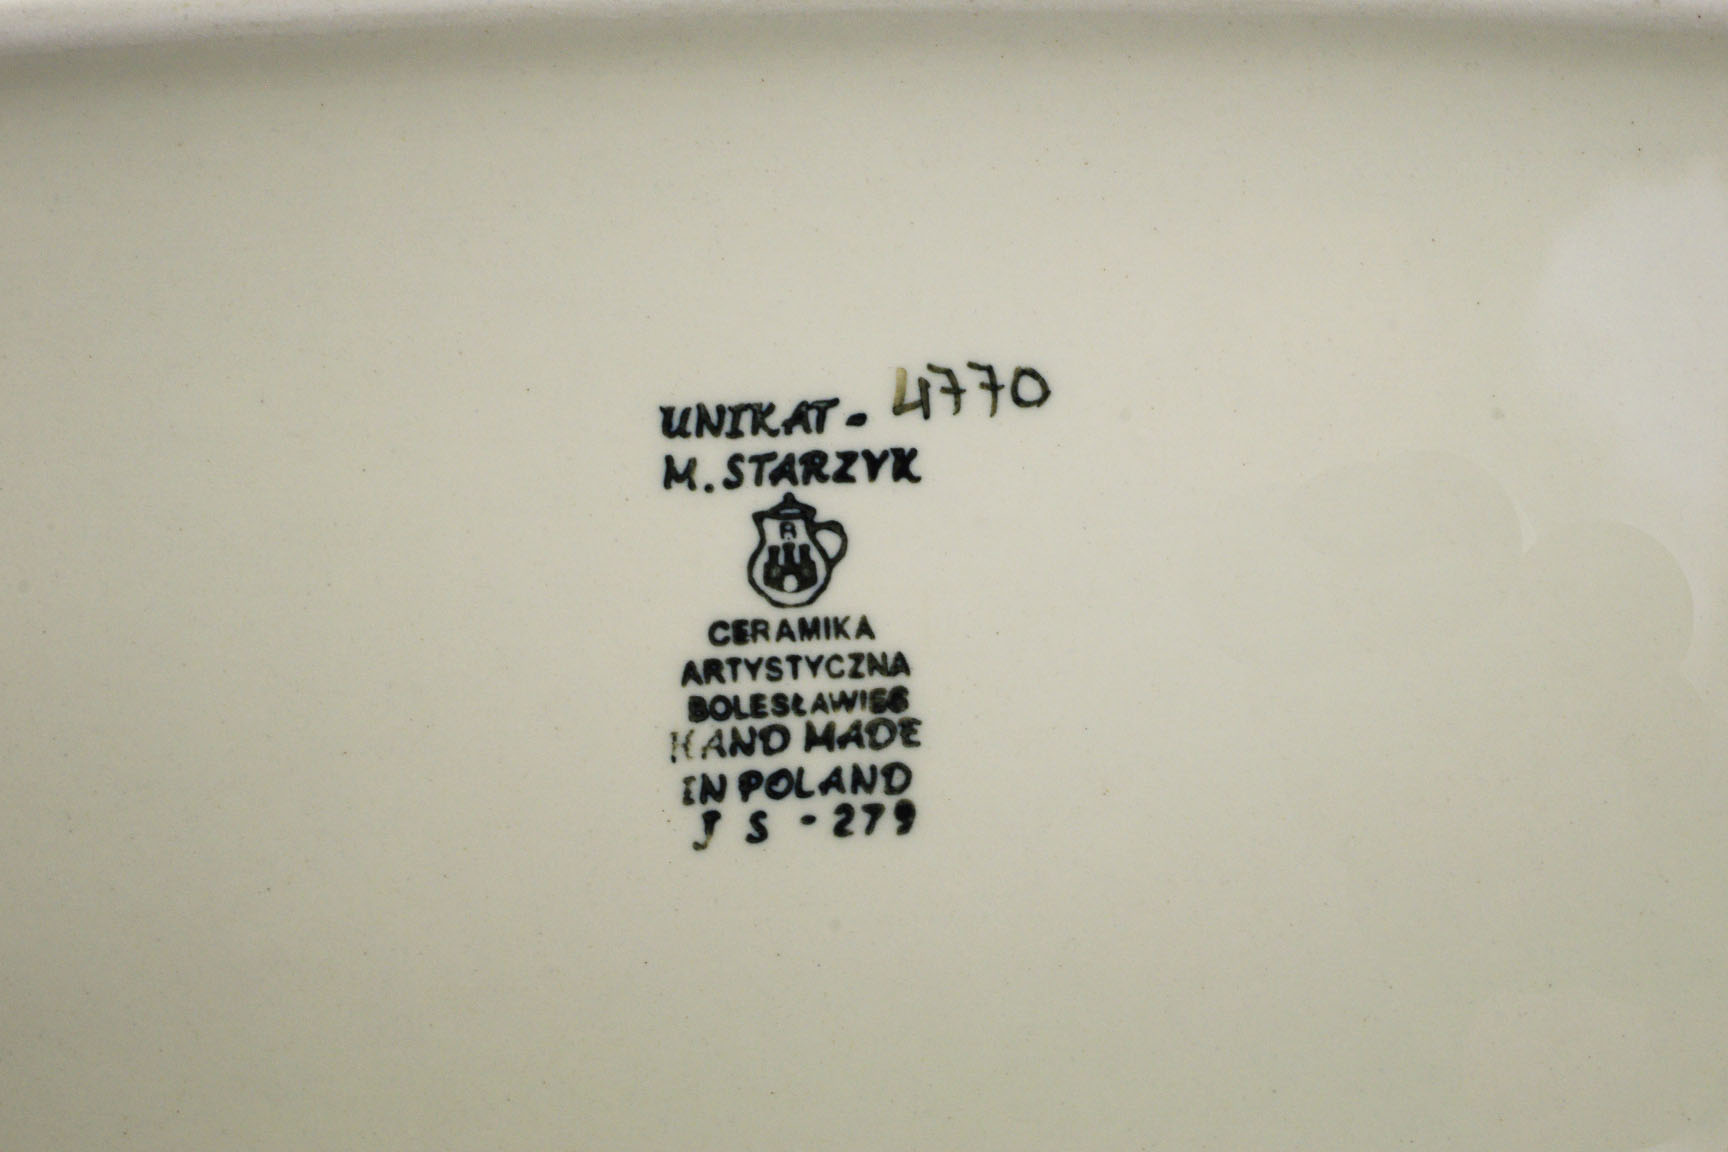 UNIKAT - 4770
M. STARZYK
A
CERAMIKA
ARTYSTYCZNA
BOLESŁAWIEC
HAND MADE
IN POLAND
J S - 279